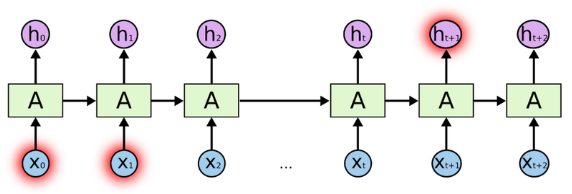 h₀ h₁ h₂ hₜ hₜ₊₁ hₜ₊₂
A A A A A A
x₀ x₁ x₂ ... xₜ xₜ₊₁ xₜ₊₂